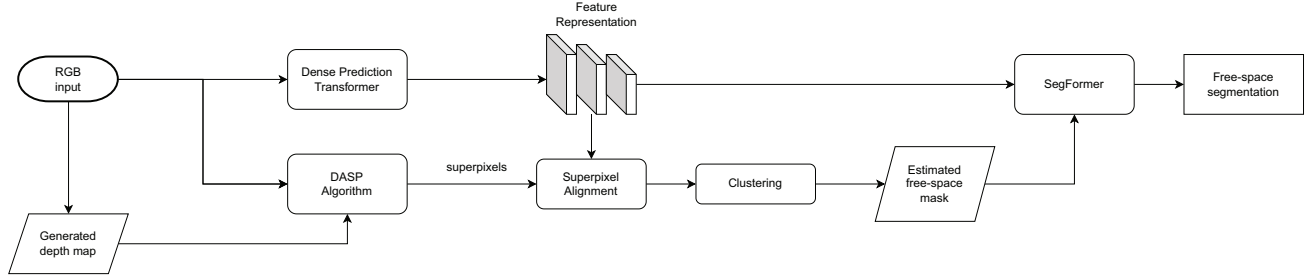 Feature
Representation
RGB
input
Dense Prediction
Transformer
SegFormer
Free-space
segmentation
DASP
Algorithm
superpixels
Superpixel
Alignment
Clustering
Estimated
free-space
mask
Generated
depth map